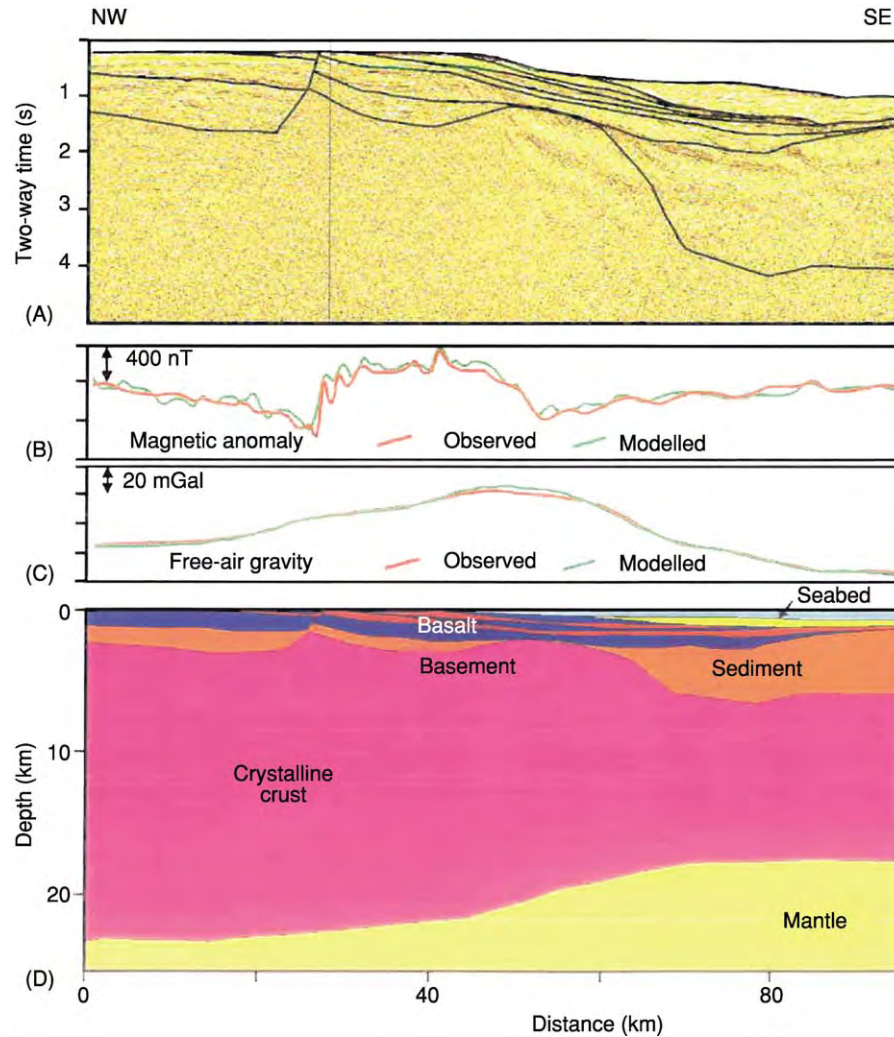 NW SE
1
2
3
4
Two-way time (s)
(A)
400 nT
Magnetic anomaly Observed Modelled
(B)
20 mGal
Free-air gravity Observed Modelled
(C)
Seabed
0
Basalt
Basement Sediment
10
Crystalline
crust
Depth (km)
20
Mantle
(D)
0 40 80
Distance (km)